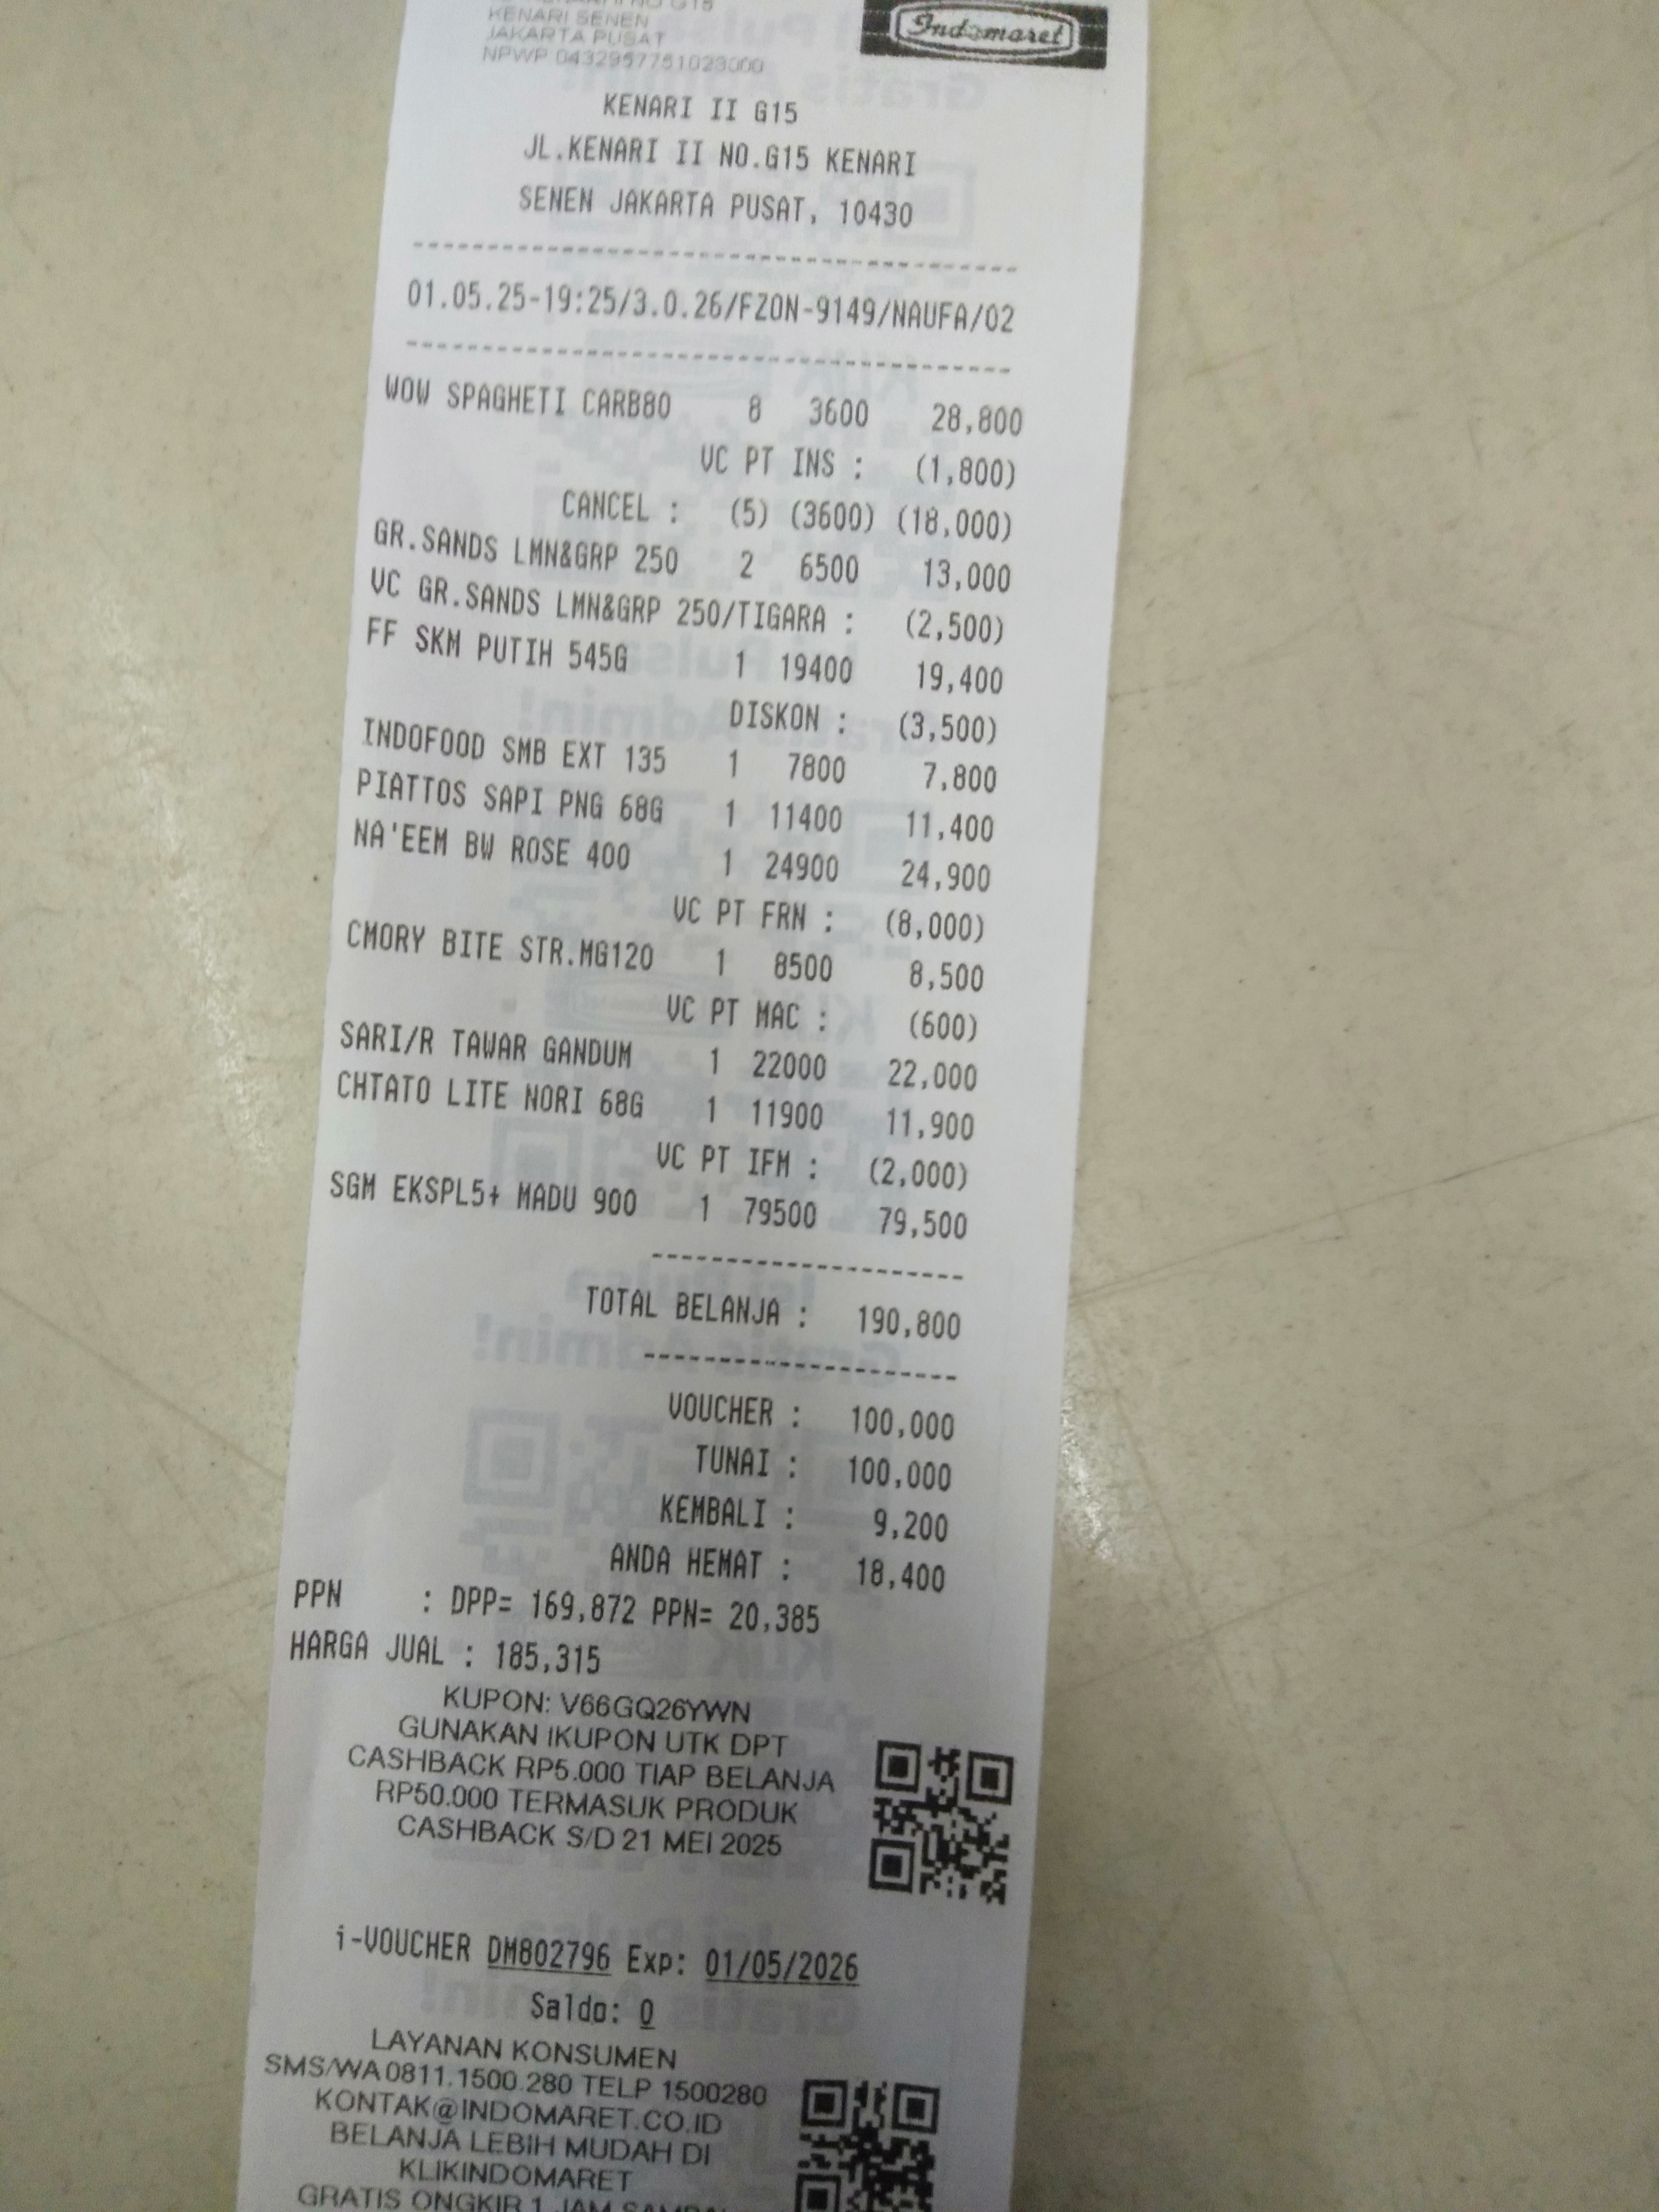 KENARI SENEN
JAKARTA PUSAT
NPWP 0432957751023000
Indomaret
KENARI II G15
JL.KENARI II NO.G15 KENARI
SENEN JAKARTA PUSAT, 10430
01.05.25-19:25/3.0.26/FZON-9149/NAUFA/02
WOW SPAGHETI CARB80 8 3600 28,800
VC PT INS : (1,800)
CANCEL : (5) (3600) (18,000)
GR.SANDS LMN&GRP 250 2 6500 13,000
VC GR.SANDS LMN&GRP 250/TIGARA : (2,500)
FF SKM PUTIH 545G 1 19400 19,400
DISKON : (3,500)
INDOFOOD SMB EXT 135 1 7800 7,800
PIATTOS SAPI PNG 68G 1 11400 11,400
NA'EEM BW ROSE 400 1 24900 24,900
VC PT FRN : (8,000)
CMORY BITE STR.MG120 1 8500 8,500
VC PT MAC : (600)
SARI/R TAWAR GANDUM 1 22000 22,000
CHTATO LITE NORI 68G 1 11900 11,900
VC PT IFM : (2,000)
SGM EKSPL5+ MADU 900 1 79500 79,500
TOTAL BELANJA : 190,800
VOUCHER : 100,000
TUNAI : 100,000
KEMBALI : 9,200
ANDA HEMAT : 18,400
PPN : DPP= 169,872 PPN= 20,385
HARGA JUAL : 185,315
KUPON: V66GQ26YWN
GUNAKAN IKUPON UTK DPT
CASHBACK RP5.000 TIAP BELANJA
RP50.000 TERMASUK PRODUK
CASHBACK S/D 21 MEI 2025
i-VOUCHER DM802796 Exp: 01/05/2026
Saldo: 0
LAYANAN KONSUMEN
SMS/WA 0811.1500.280 TELP 1500280
KONTAK@INDOMARET.CO.ID
BELANJA LEBIH MUDAH DI
KLIKINDOMARET
GRATIS ONGKIR 1 JAM SAMPAI